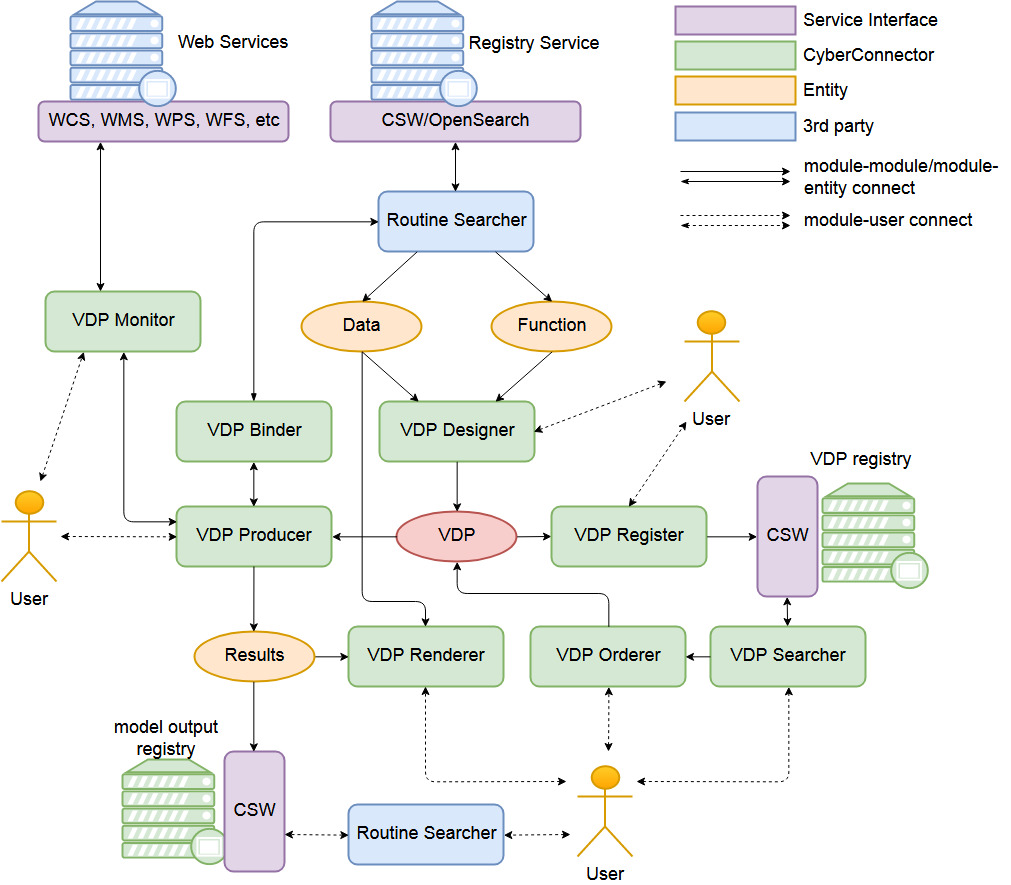 Web Services
Registry Service
Service Interface
CyberConnector
Entity
3rd party
module-module/module-
entity connect
module-user connect
WCS, WMS, WPS, WFS, etc
CSW/OpenSearch
Routine Searcher
VDP Monitor
Data
Function
User
VDP Binder
VDP Designer
VDP registry
VDP Producer
VDP
VDP Register
CSW
User
Results
VDP Renderer
VDP Orderer
VDP Searcher
model output
registry
CSW
Routine Searcher
User